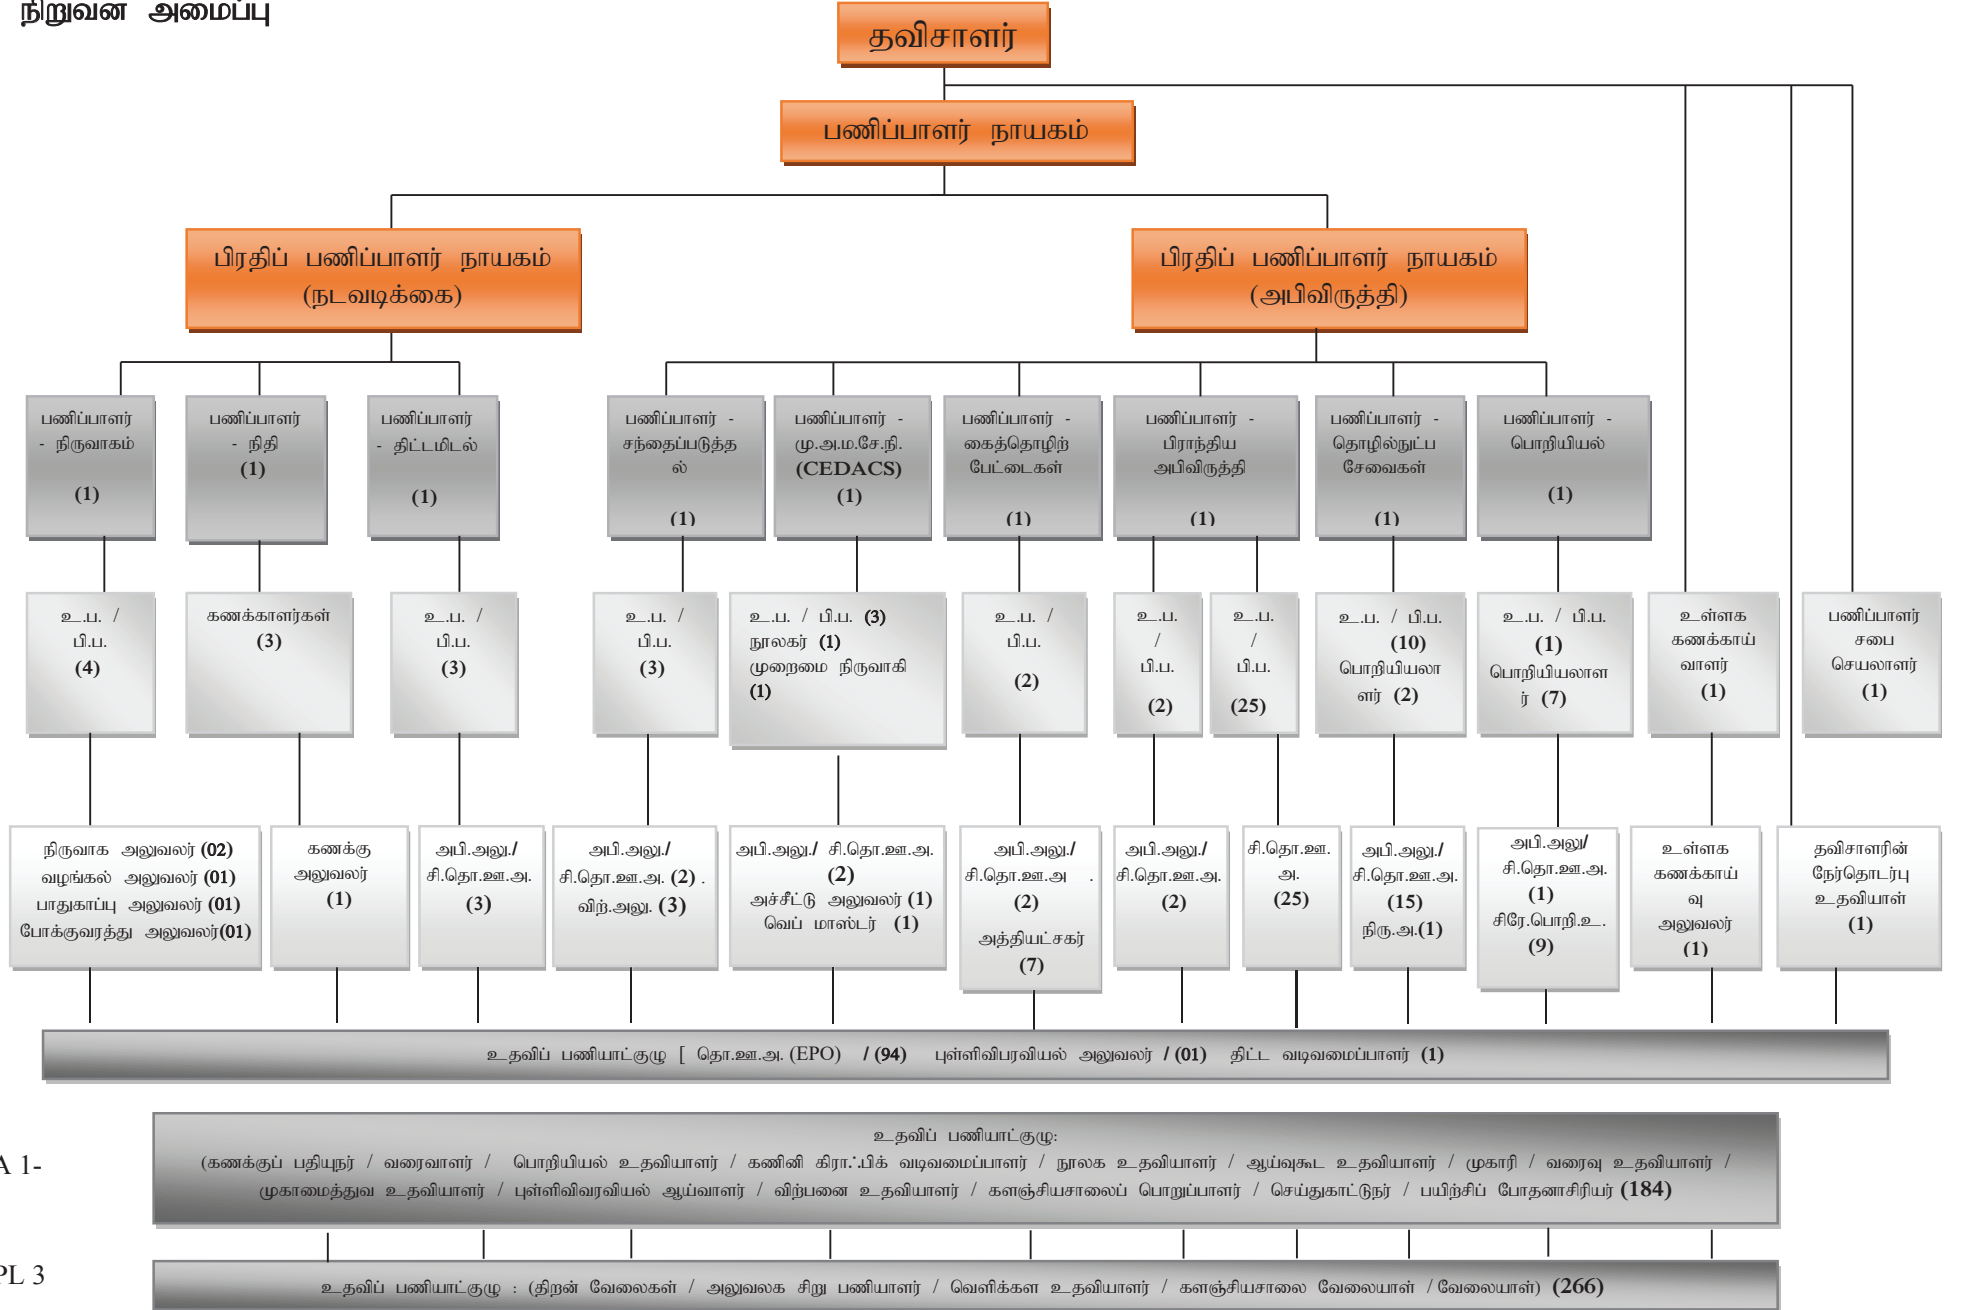 நிறுவன அமைப்பு
தவிசாளர்
பணிப்பாளர் நாயகம்
பிரதிப் பணிப்பாளர் நாயகம்
(நடவடிக்கை)
பிரதிப் பணிப்பாளர் நாயகம்
(அபிவிருத்தி)
பணிப்பாளர்
- நிருவாகம்
(1)
பணிப்பாளர்
- நிதி
(1)
பணிப்பாளர்
- திட்டமிடல்
(1)
பணிப்பாளர் -
சந்தைப்படுத்த
ல்
(1)
பணிப்பாளர் -
மு.அ.ம.சே.நி.
(CEDACS)
(1)
பணிப்பாளர் -
கைத்தொழிற்
பேட்டைகள்
(1)
பணிப்பாளர் -
பிராந்திய
அபிவிருத்தி
(1)
பணிப்பாளர் -
தொழில்நுட்ப
சேவைகள்
(1)
பணிப்பாளர் -
பொறியியல்
(1)
உ.ப. /
பி.ப.
(4)
கணக்காளர்கள்
(3)
உ.ப. /
பி.ப.
(3)
உ.ப. /
பி.ப.
(3)
உ.ப. / பி.ப. (3)
நூலகர் (1)
முறைமை நிருவாகி
(1)
உ.ப. /
பி.ப.
(2)
உ.ப.
/
பி.ப.
(2)
உ.ப.
/
பி.ப.
(25)
உ.ப. / பி.ப.
(10)
பொறியியலா
ளர் (2)
உ.ப. / பி.ப.
(1)
பொறியியலாள
ர் (7)
உள்ளக
கணக்காய்
வாளர்
(1)
பணிப்பாளர்
சபை
செயலாளர்
(1)
நிருவாக அலுவலர் (02)
வழங்கல் அலுவலர் (01)
பாதுகாப்பு அலுவலர் (01)
போக்குவரத்து அலுவலர்(01)
கணக்கு
அலுவலர்
(1)
அபி.அலு./
சி.தொ.ஊ.அ.
(3)
அபி.அலு./
சி.தொ.ஊ.அ. (2) .
விற்.அலு. (3)
அபி.அலு./ சி.தொ.ஊ.அ.
(2)
அச்சீட்டு அலுவலர் (1)
வெப் மாஸ்டர் (1)
அபி.அலு./
சி.தொ.ஊ.அ .
(2)
அத்தியட்சகர்
(7)
அபி.அலு./
சி.தொ.ஊ.அ.
(2)
சி.தொ.ஊ.
அ.
(25)
அபி.அலு./
சி.தொ.ஊ.அ.
(15)
நிரு.அ.(1)
அபி.அலு/
சி.தொ.ஊ.அ.
(1)
சிரே.பொறி.உ.
(9)
உள்ளக
கணக்காய்
வு
அலுவலர்
(1)
தவிசாளரின்
நேர்தொடர்பு
உதவியாள்
(1)
உதவிப் பணியாட்குழு [ தொ.ஊ.அ. (EPO) / (94) புள்ளிவிபரவியல் அலுவலர் / (01) திட்ட வடிவமைப்பாளர் (1)
உதவிப் பணியாட்குழு:
A 1-
(கணக்குப் பதியுநர் / வரைவாளர் / பொறியியல் உதவியாளர் / கணினி கிராஃபிக் வடிவமைப்பாளர் / நூலக உதவியாளர் / ஆய்வுகூட உதவியாளர் / முகாரி / வரைவு உதவியாளர் /
முகாமைத்துவ உதவியாளர் / புள்ளிவிவரவியல் ஆய்வாளர் / விற்பனை உதவியாளர் / களஞ்சியசாலைப் பொறுப்பாளர் / செய்துகாட்டுநர் / பயிற்சிப் போதனாசிரியர் (184)
PL 3
உதவிப் பணியாட்குழு : (திறன் வேலைகள் / அலுவலக சிறு பணியாளர் / வெளிக்கள உதவியாளர் / களஞ்சியசாலை வேலையாள் / வேலையாள்) (266)